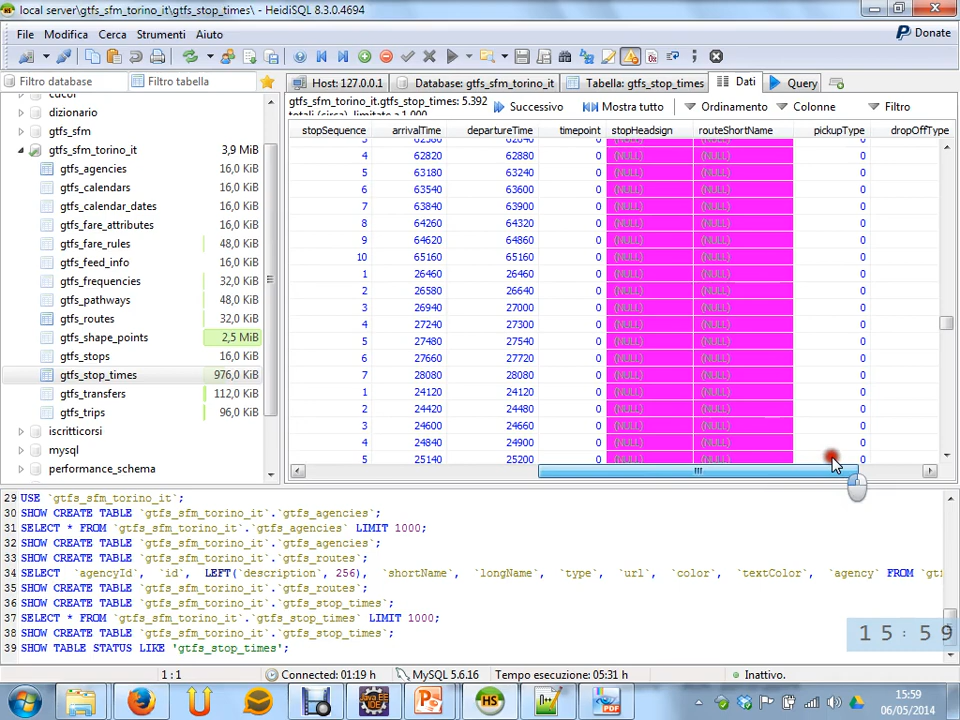 local server\gtfs_sfm_torino_it\gtfs_stop_times\ - HeidiSQL 8.3.0.4694
File Modifica Cerca Strumenti Aiuto
Donate
Filtro database
Filtro tabella
Host: 127.0.0.1
Database: gtfs_sfm_torino_it
Tabella: gtfs_stop_times
Dati
Query
cucol
dizionario
gtfs_sfm
gtfs_sfm_torino_it 3,9 MiB
gtfs_agencies 16,0 KiB
gtfs_calendars 16,0 KiB
gtfs_calendar_dates 16,0 KiB
gtfs_fare_attributes 16,0 KiB
gtfs_fare_rules 48,0 KiB
gtfs_feed_info 16,0 KiB
gtfs_frequencies 32,0 KiB
gtfs_pathways 48,0 KiB
gtfs_routes 32,0 KiB
gtfs_shape_points 2,5 MiB
gtfs_stops 16,0 KiB
gtfs_stop_times 976,0 KiB
gtfs_transfers 112,0 KiB
gtfs_trips 96,0 KiB
iscritticorsi
mysql
performance_schema
gtfs_sfm_torino_it.gtfs_stop_times: 5.392
totali (circa), limitate a 1.000
Successivo
Mostra tutto
Ordinamento
Colonne
Filtro
stopSequence arrivalTime departureTime timepoint stopHeadsign routeShortName pickupType dropOffType
3 62580 62640 0 (NULL) (NULL) 0
4 62820 62880 0 (NULL) (NULL) 0
5 63180 63240 0 (NULL) (NULL) 0
6 63540 63600 0 (NULL) (NULL) 0
7 63840 63900 0 (NULL) (NULL) 0
8 64260 64320 0 (NULL) (NULL) 0
9 64620 64860 0 (NULL) (NULL) 0
10 65160 65160 0 (NULL) (NULL) 0
1 26460 26460 0 (NULL) (NULL) 0
2 26580 26640 0 (NULL) (NULL) 0
3 26940 27000 0 (NULL) (NULL) 0
4 27240 27300 0 (NULL) (NULL) 0
5 27480 27540 0 (NULL) (NULL) 0
6 27660 27720 0 (NULL) (NULL) 0
7 28080 28080 0 (NULL) (NULL) 0
1 24120 24120 0 (NULL) (NULL) 0
2 24420 24480 0 (NULL) (NULL) 0
3 24600 24660 0 (NULL) (NULL) 0
4 24840 24900 0 (NULL) (NULL) 0
5 25140 25200 0 (NULL) (NULL) 0
29 USE `gtfs_sfm_torino_it`;
30 SHOW CREATE TABLE `gtfs_sfm_torino_it`.`gtfs_agencies`;
31 SELECT * FROM `gtfs_sfm_torino_it`.`gtfs_agencies` LIMIT 1000;
32 SHOW CREATE TABLE `gtfs_sfm_torino_it`.`gtfs_agencies`;
33 SHOW CREATE TABLE `gtfs_sfm_torino_it`.`gtfs_routes`;
34 SELECT `agencyId`, `id`, LEFT(`description`, 256), `shortName`, `longName`, `type`, `url`, `color`, `textColor`, `agency` FROM `gtf
35 SHOW CREATE TABLE `gtfs_sfm_torino_it`.`gtfs_routes`;
36 SHOW CREATE TABLE `gtfs_sfm_torino_it`.`gtfs_stop_times`;
37 SELECT * FROM `gtfs_sfm_torino_it`.`gtfs_stop_times` LIMIT 1000;
38 SHOW CREATE TABLE `gtfs_sfm_torino_it`.`gtfs_stop_times`;
39 SHOW TABLE STATUS LIKE 'gtfs_stop_times';
15:59
1 : 1 Connected: 01:19 h MySQL 5.6.16 Tempo esecuzione: 05:31 h Inattivo.
15:59
06/05/2014